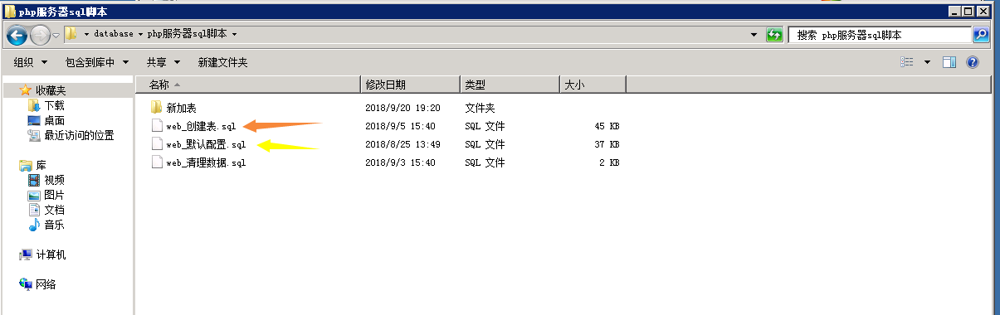 php服务器sql脚本
database php服务器sql脚本 搜索 php服务器sql脚本
组织 包含到库中 共享 新建文件夹
名称 修改日期 类型 大小
收藏夹
下载
桌面
最近访问的位置
库
视频
图片
文档
音乐
计算机
网络
新加表 2018/9/20 19:20 文件夹
web_创建表.sql 2018/9/5 15:40 SQL 文件 45 KB
web_默认配置.sql 2018/8/25 13:49 SQL 文件 37 KB
web_清理数据.sql 2018/9/3 15:40 SQL 文件 2 KB